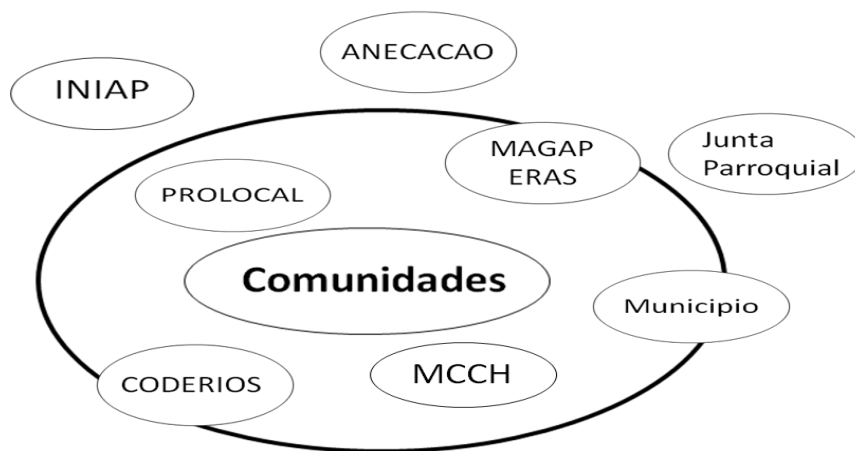 ANECACAO
INIAP
MAGAP
ERAS
Junta
Parroquial
PROLOCAL
Comunidades
Municipio
CODERIOS
MCCH